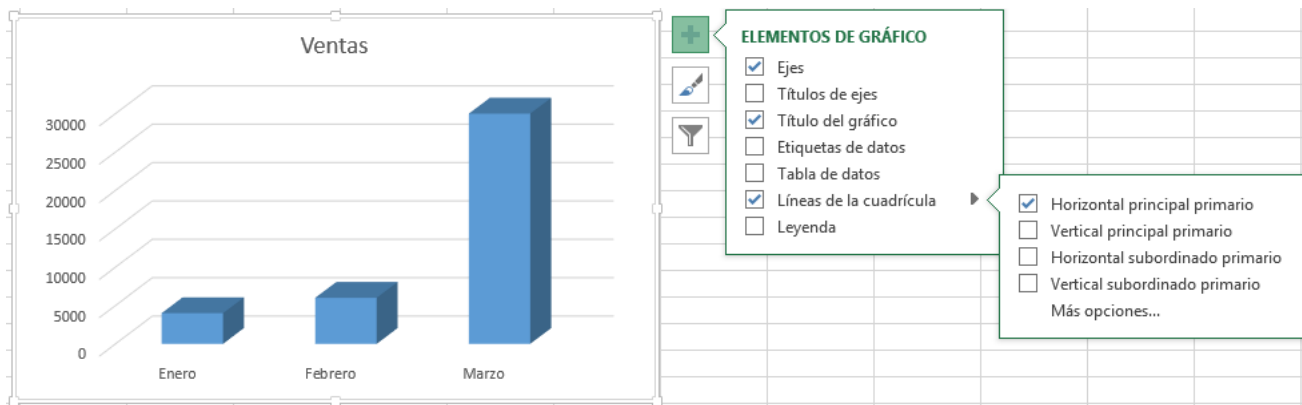 Ventas
30000
25000
20000
15000
10000
5000
0
Enero Febrero Marzo
ELEMENTOS DE GRÁFICO
Ejes
Títulos de ejes
Título del gráfico
Etiquetas de datos
Tabla de datos
Líneas de la cuadrícula
Leyenda
Horizontal principal primario
Vertical principal primario
Horizontal subordinado primario
Vertical subordinado primario
Más opciones...